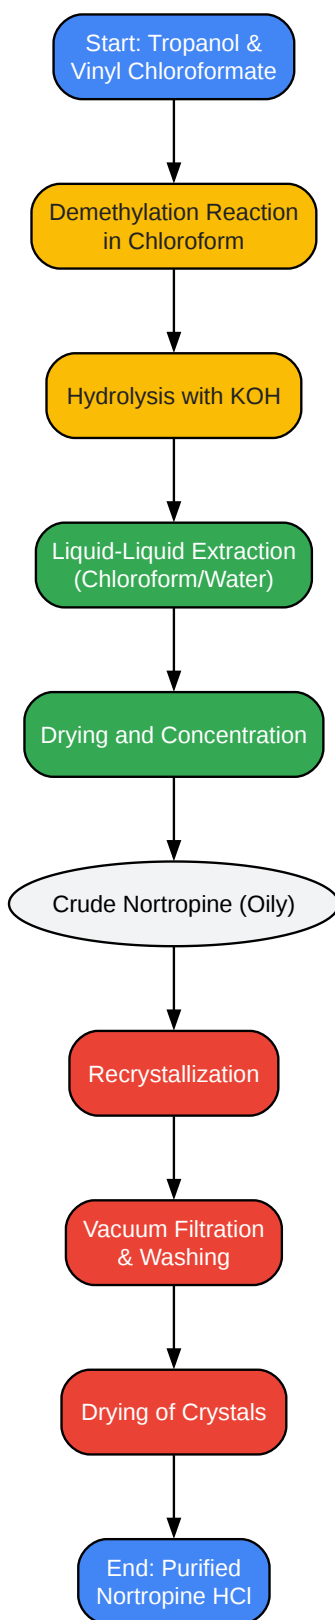 Start: Tropanol &
Vinyl Chloroformate
Demethylation Reaction
in Chloroform
Hydrolysis with KOH
Liquid-Liquid Extraction
(Chloroform/Water)
Drying and Concentration
Crude Nortropine (Oily)
Recrystallization
Vacuum Filtration
& Washing
Drying of Crystals
End: Purified
Nortropine HCl